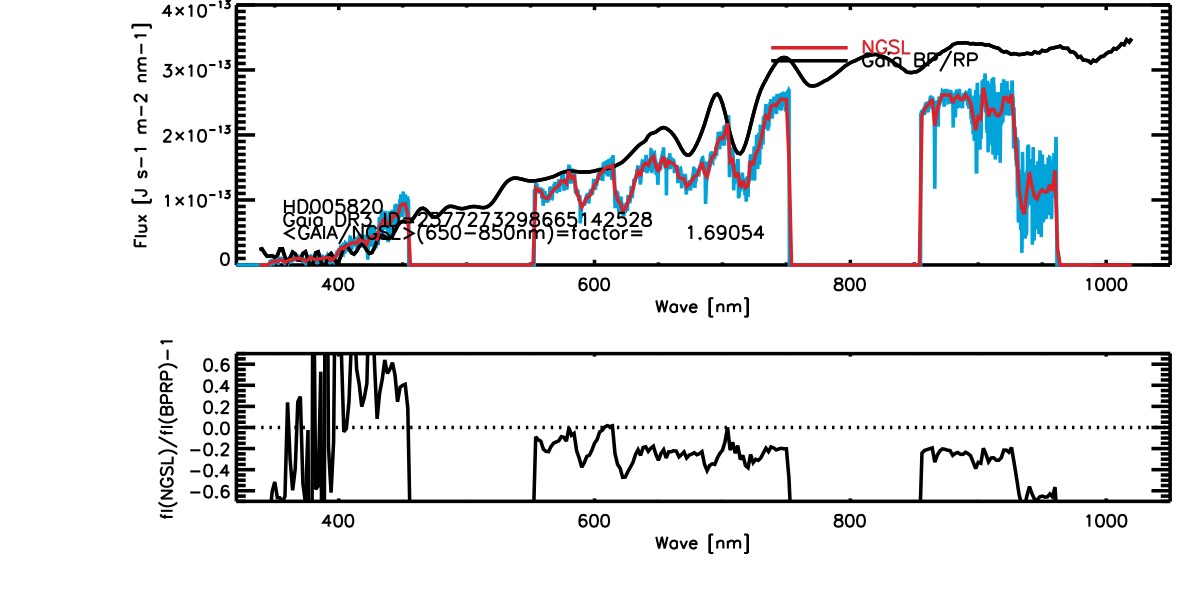 4×10−13
3×10−13
2×10−13
1×10−13
0
Flux [J s−1 m−2 nm−1]
NGSL
Gaia BP/RP
HD005820
Gaia DR3 ID=2577273298665142528
<GAIA/NGSL>(650−850nm)=factor= 1.69054
400 600 800 1000
Wave [nm]
0.6
0.4
0.2
0.0
−0.2
−0.4
−0.6
fl(NGSL)/fl(BPRP)−1
400 600 800 1000
Wave [nm]